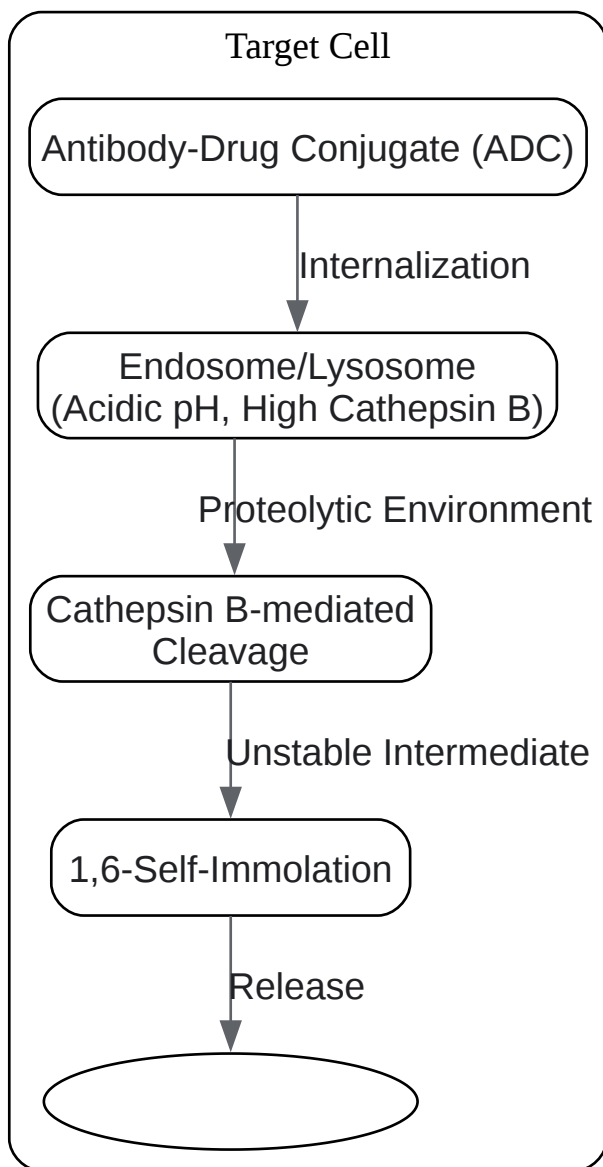 Target Cell
Antibody-Drug Conjugate (ADC)
Internalization
Endosome/Lysosome
(Acidic pH, High Cathepsin B)
Proteolytic Environment
Cathepsin B-mediated
Cleavage
Unstable Intermediate
1,6-Self-Immolation
Release